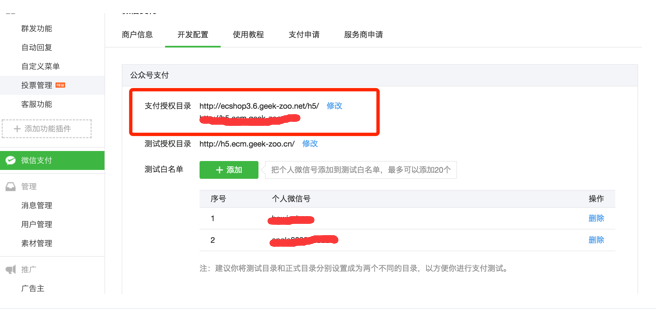 群发功能
自动回复
自定义菜单
投票管理
客服功能
+ 添加功能插件
微信支付
管理
消息管理
用户管理
素材管理
推广
广告主
商户信息 开发配置 使用教程 支付申请 服务商申请
公众号支付
支付授权目录 http://ecshop3.6.geek-zoo.net/h5/ 修改
测试授权目录 http://h5.ecm.geek-zoo.cn/ 修改
测试白名单 + 添加 把个人微信号添加到测试白名单，最多可以添加20个
序号 个人微信号 操作
1 删除
2 删除
注：建议你将测试目录和正式目录分别设置成为两个不同的目录，以方便你进行支付测试。